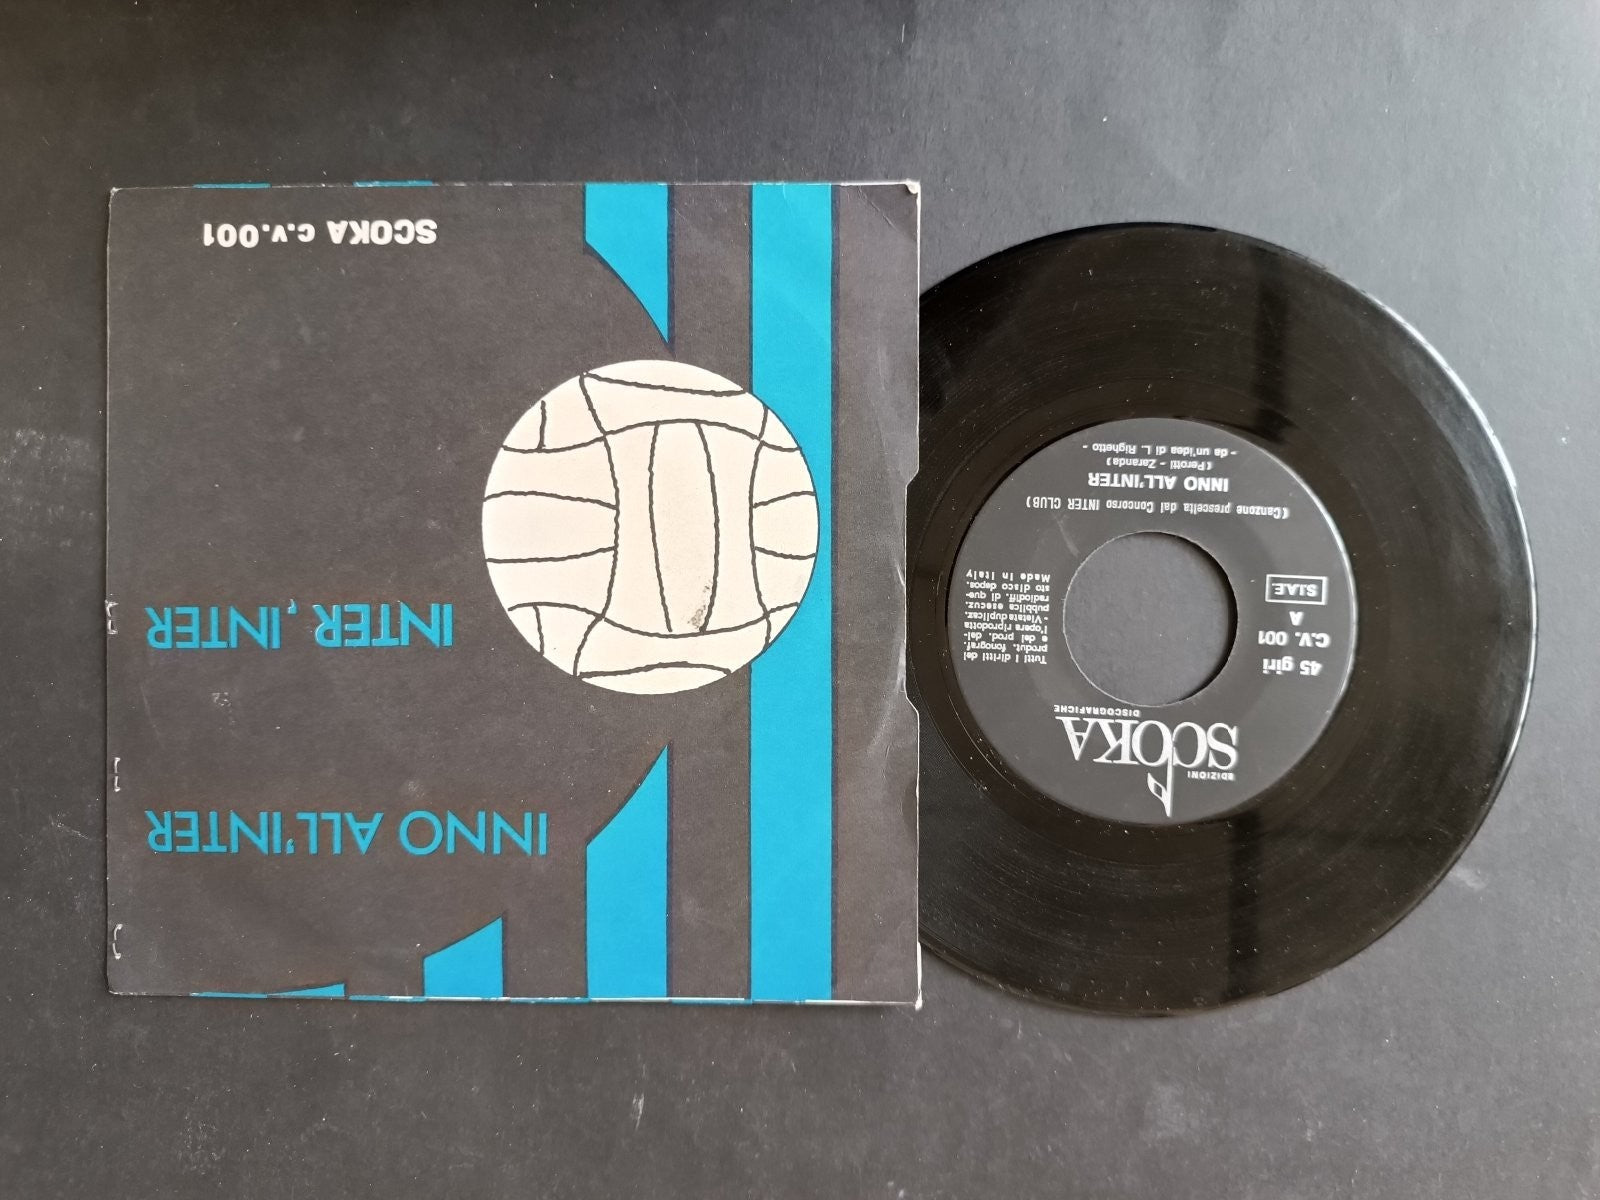 INNO ALL'INTER
INTER, INTER
SCOKA c.v.001
EDIZIONI
SCOKA
DISCOGRAFICHE
45 giri
C.V. 001
A
S.I.A.E.
Tutti i diritti del
produt. fonograf.
e del prod. del-
l'opera riprodotta
- Vietata duplicaz.
pubblica esecuz.
radiodiff. di que-
sto disco depos.
Made in Italy
(Canzone prescelta dal Concorso INTER CLUB)
INNO ALL'INTER
(Perotti - Zaranda)
- da un'idea di L. Righetto -